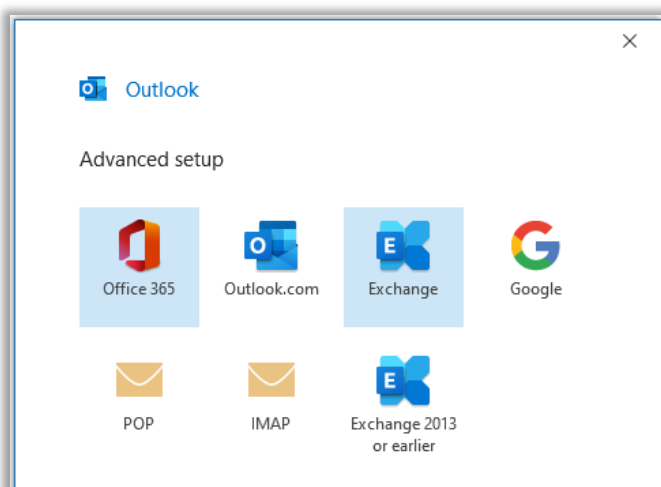 Outlook
Advanced setup
Office 365
Outlook.com
Exchange
Google
POP
IMAP
Exchange 2013
or earlier